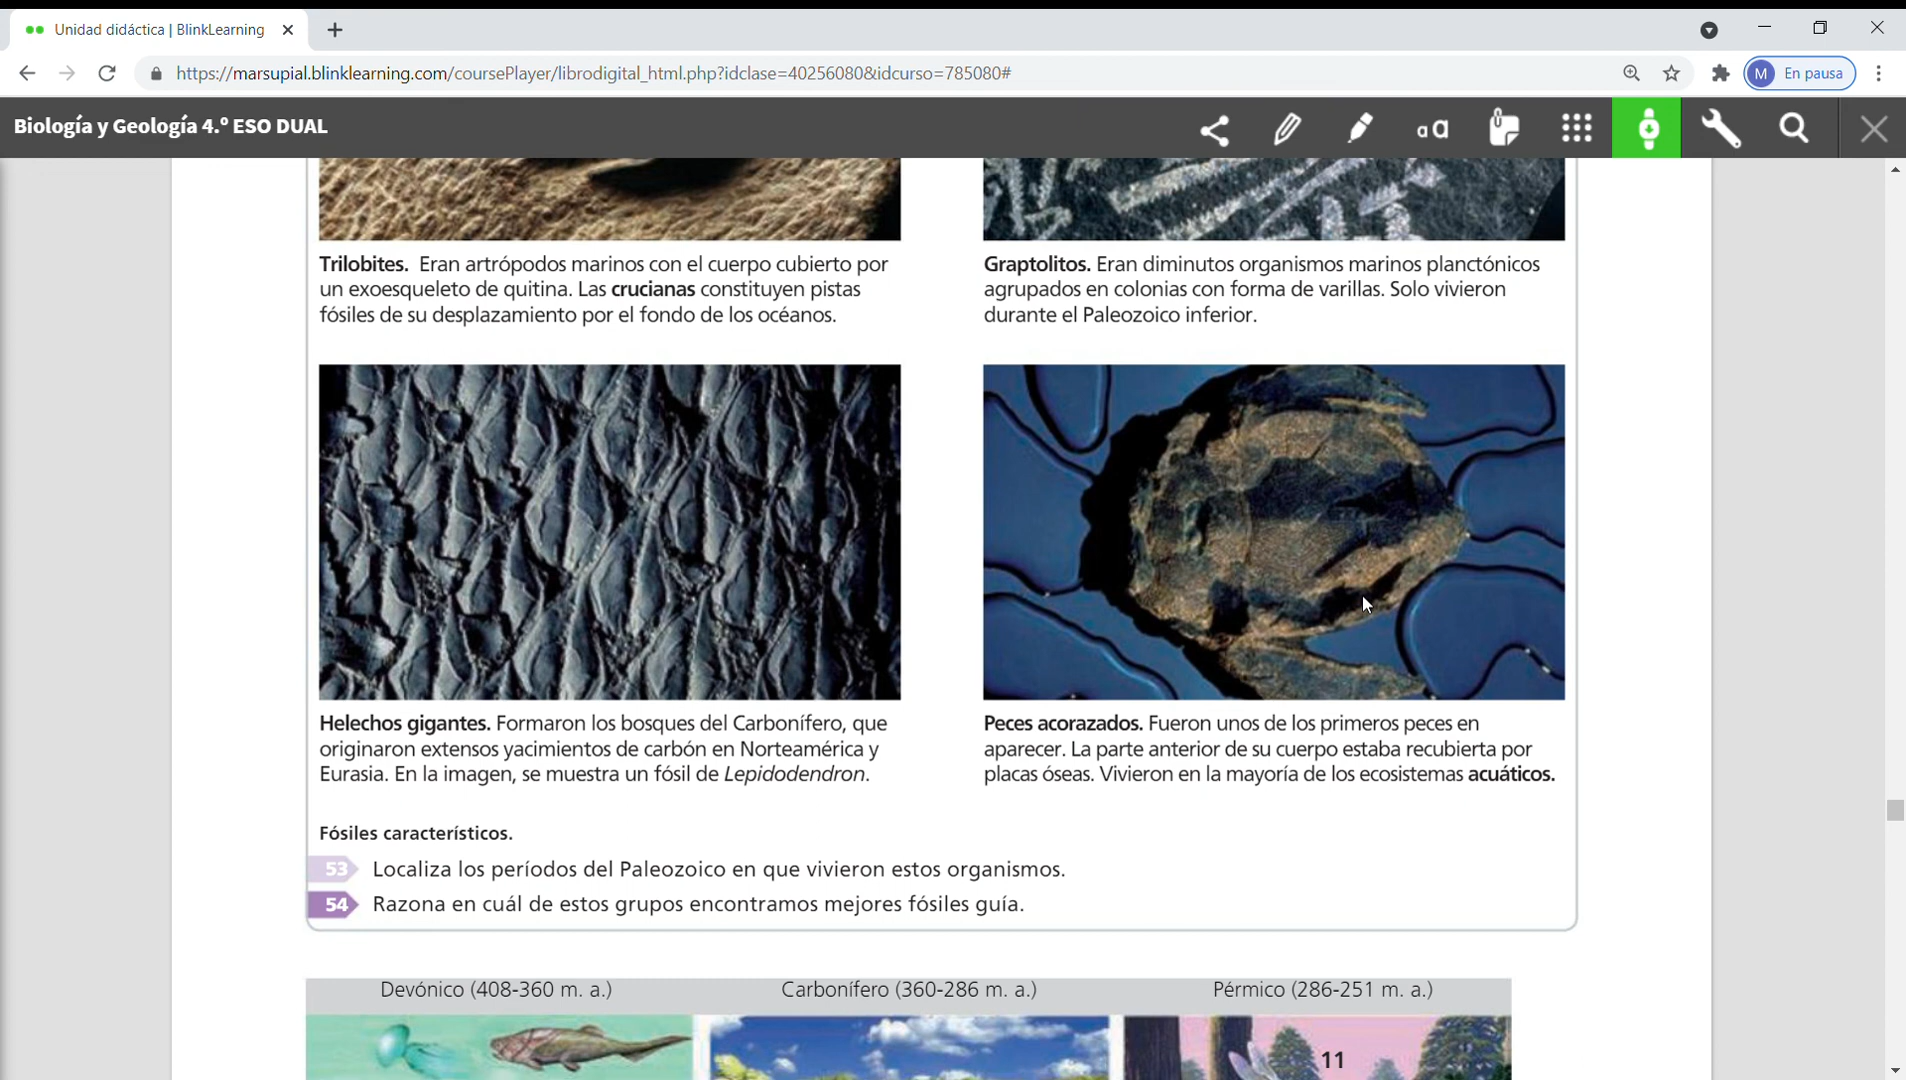 Unidad didáctica | BlinkLearning
https://marsupial.blinklearning.com/coursePlayer/librodigital_html.php?idclase=40256080&idcurso=785080#
M En pausa
Biología y Geología 4.º ESO DUAL
a a
Trilobites. Eran artrópodos marinos con el cuerpo cubierto por
un exoesqueleto de quitina. Las crucianas constituyen pistas
fósiles de su desplazamiento por el fondo de los océanos.
Graptolitos. Eran diminutos organismos marinos planctónicos
agrupados en colonias con forma de varillas. Solo vivieron
durante el Paleozoico inferior.
Helechos gigantes. Formaron los bosques del Carbonífero, que
originaron extensos yacimientos de carbón en Norteamérica y
Eurasia. En la imagen, se muestra un fósil de Lepidodendron.
Peces acorazados. Fueron unos de los primeros peces en
aparecer. La parte anterior de su cuerpo estaba recubierta por
placas óseas. Vivieron en la mayoría de los ecosistemas acuáticos.
Fósiles característicos.
53 Localiza los períodos del Paleozoico en que vivieron estos organismos.
54 Razona en cuál de estos grupos encontramos mejores fósiles guía.
Devónico (408-360 m. a.)
Carbonífero (360-286 m. a.)
Pérmico (286-251 m. a.)
11